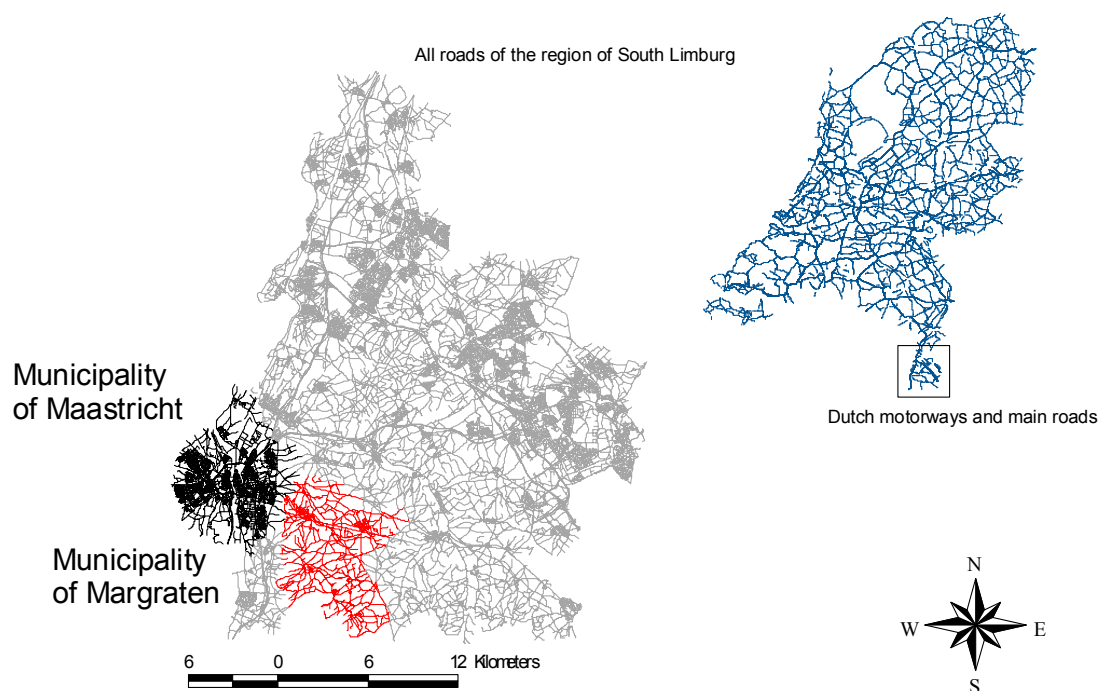 All roads of the region of South Limburg
Municipality
of Maastricht
Dutch motorways and main roads
Municipality
of Margraten
N
W E
S
6 0 6 12 Kilometers